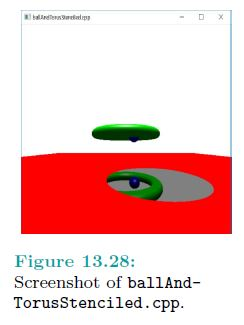 ballAndTorusStenciled.cpp
Figure 13.28:
Screenshot of ballAnd-
TorusStenciled.cpp.